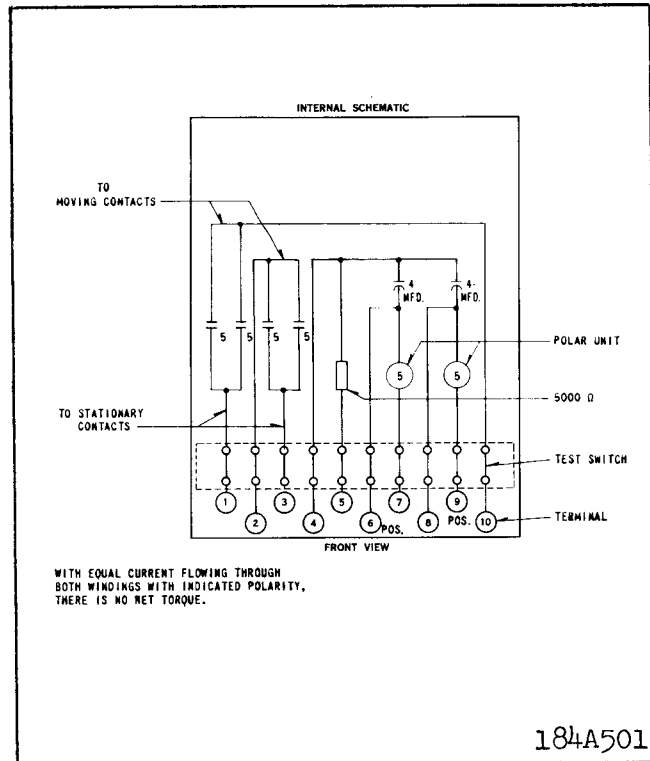 INTERNAL SCHEMATIC
TO
MOVING CONTACTS
4
MFD.
4
MFD.
5
5
5
5
POLAR UNIT
5
5
5000 Ω
TO STATIONARY
CONTACTS
TEST SWITCH
1
3
5
7
9
2
4
6
POS.
8
POS.
10
TERMINAL
FRONT VIEW
WITH EQUAL CURRENT FLOWING THROUGH
BOTH WINDINGS WITH INDICATED POLARITY,
THERE IS NO NET TORQUE.
184A501